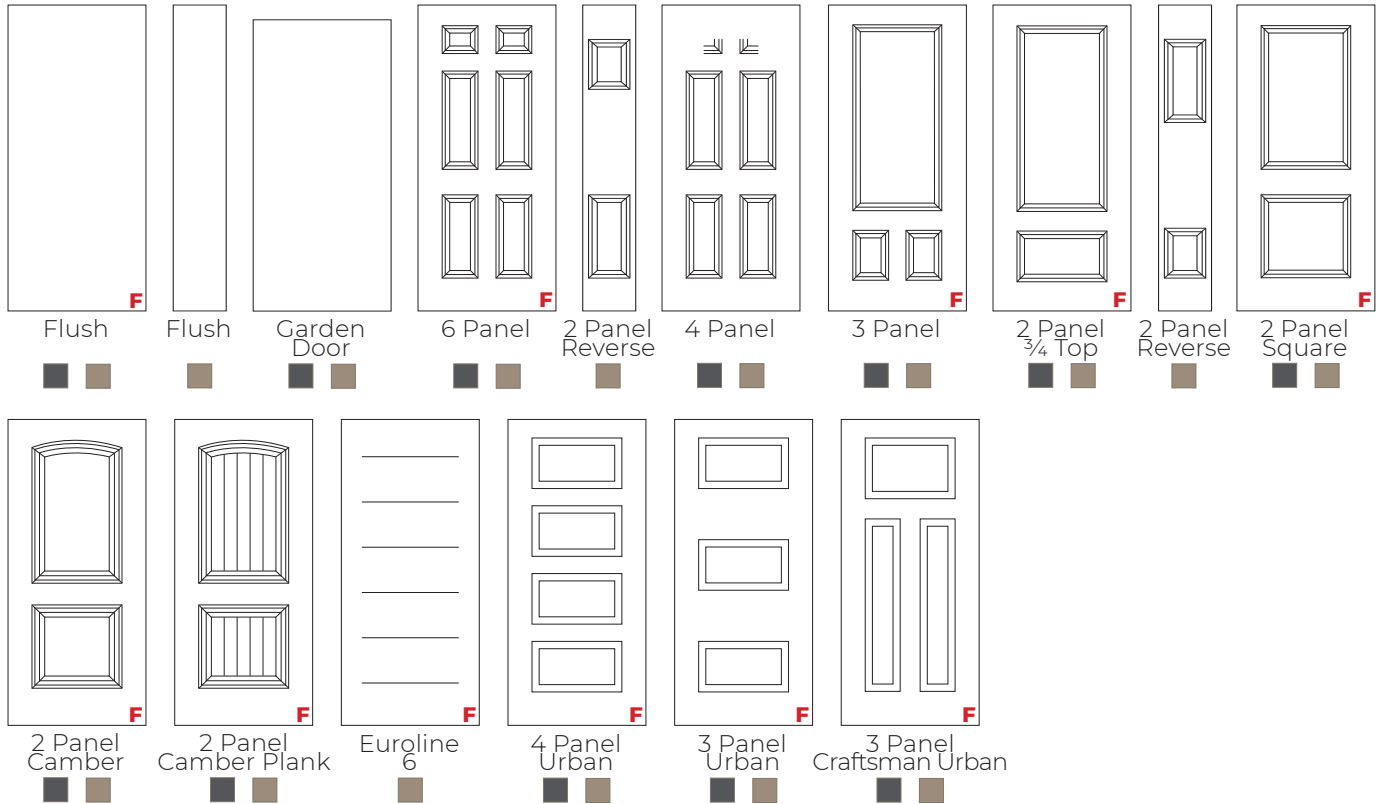 F
Flush
Flush
Garden
Door
F
6 Panel
2 Panel
Reverse
4 Panel
F
3 Panel
F
2 Panel
¾ Top
2 Panel
Reverse
F
2 Panel
Square
F
2 Panel
Camber
F
2 Panel
Camber Plank
F
Euroline
6
F
4 Panel
Urban
F
3 Panel
Urban
F
3 Panel
Craftsman Urban